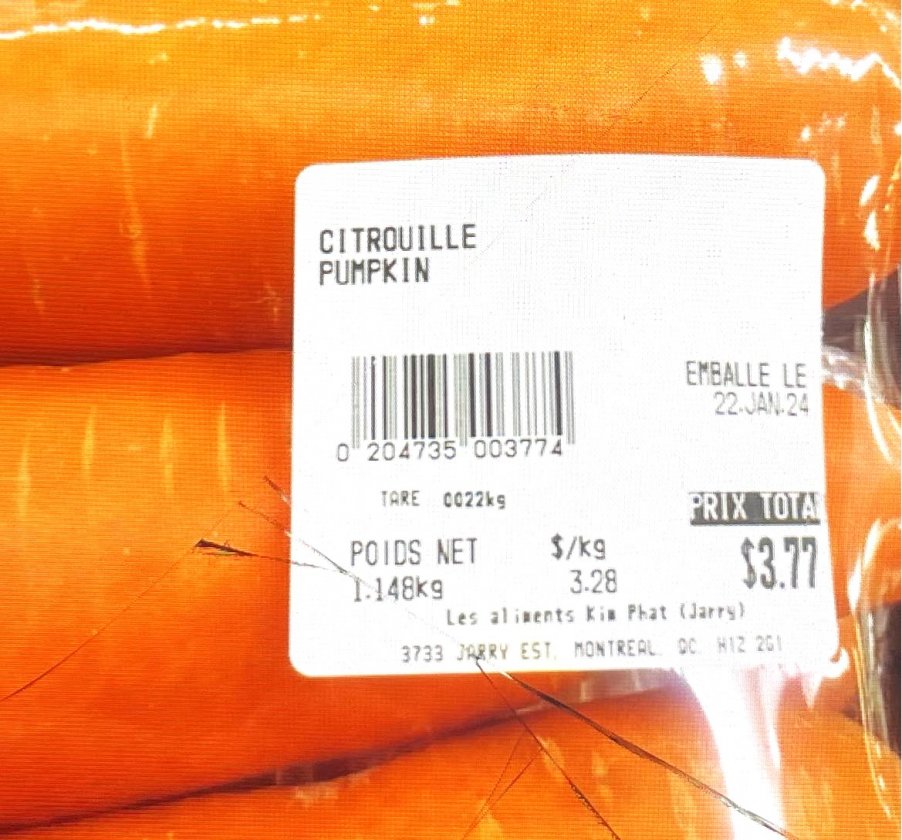 CITROUILLE
PUMPKIN
EMBALLE LE
22.JAN.24
0 204735 003774
TARE 0022kg
PRIX TOTA
POIDS NET $/kg
$3.77
1.148kg 3.28
Les aliments Kim Phat (Jarry)
3733 JARRY EST. MONTREAL. QC. H1Z 2G1